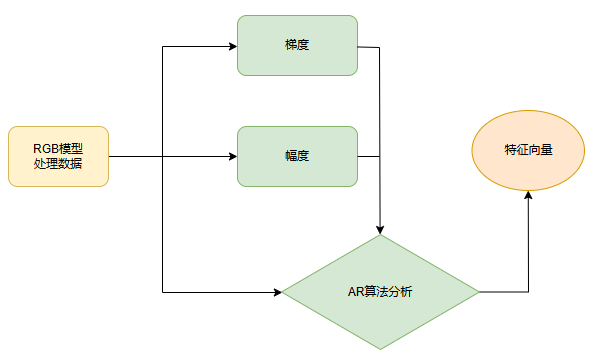 梯度
RGB模型
处理数据
幅度
特征向量
AR算法分析